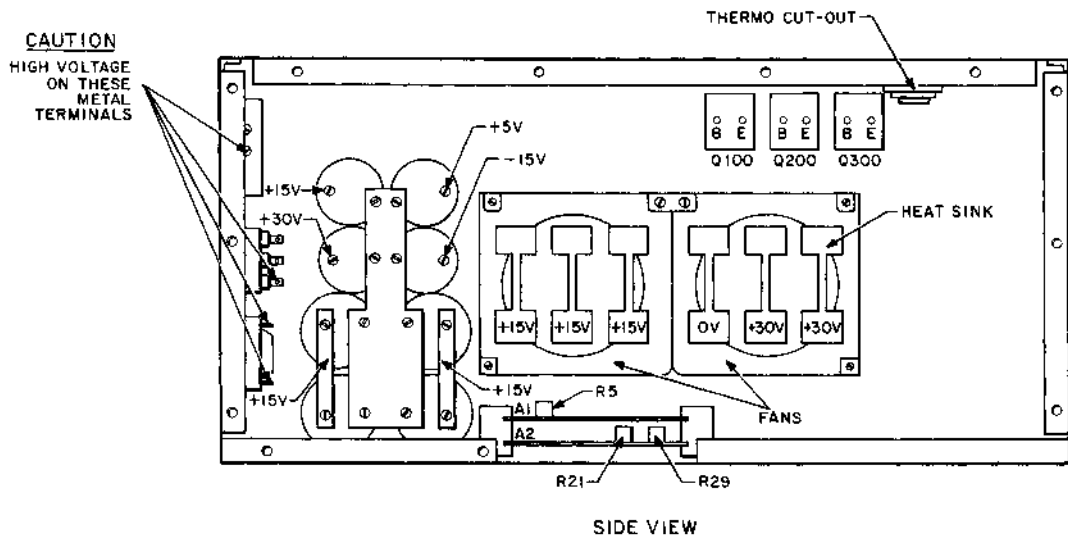 THERMO CUT-OUT
CAUTION
HIGH VOLTAGE
ON THESE
METAL
TERMINALS
+5V
-15V
B E
B E
B E
Q100
Q200
Q300
+15V
+30V
HEAT SINK
+15V
+15V
+15V
0V
+30V
+30V
+15V
+15V
R5
A1
FANS
A2
R21
R29
SIDE VIEW